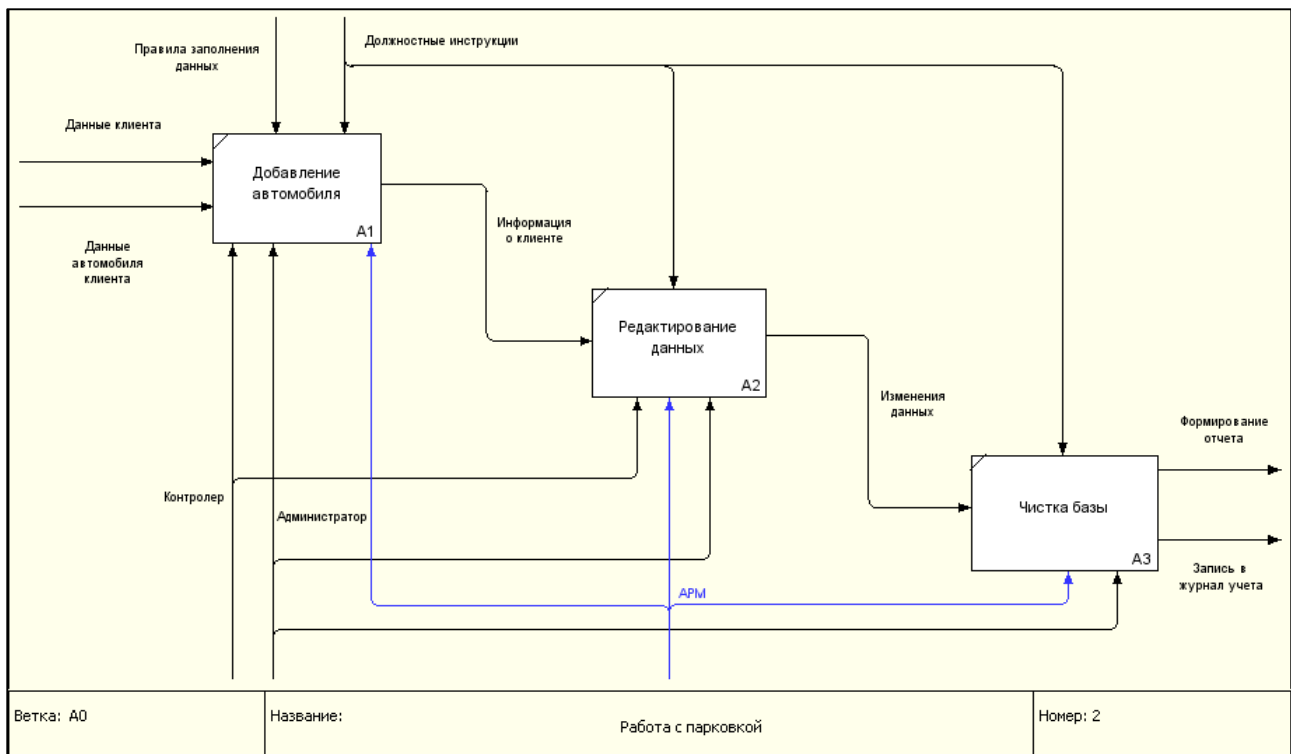 Правила заполнения
данных
Должностные инструкции
Данные клиента
Добавление
автомобиля
A1
Данные
автомобиля
клиента
Информация
о клиенте
Редактирование
данных
A2
Изменения
данных
Формирование
отчета
Контролер
Администратор
Чистка базы
A3
Запись в
журнал учета
АРМ
Ветка: A0
Название:
Работа с парковкой
Номер: 2